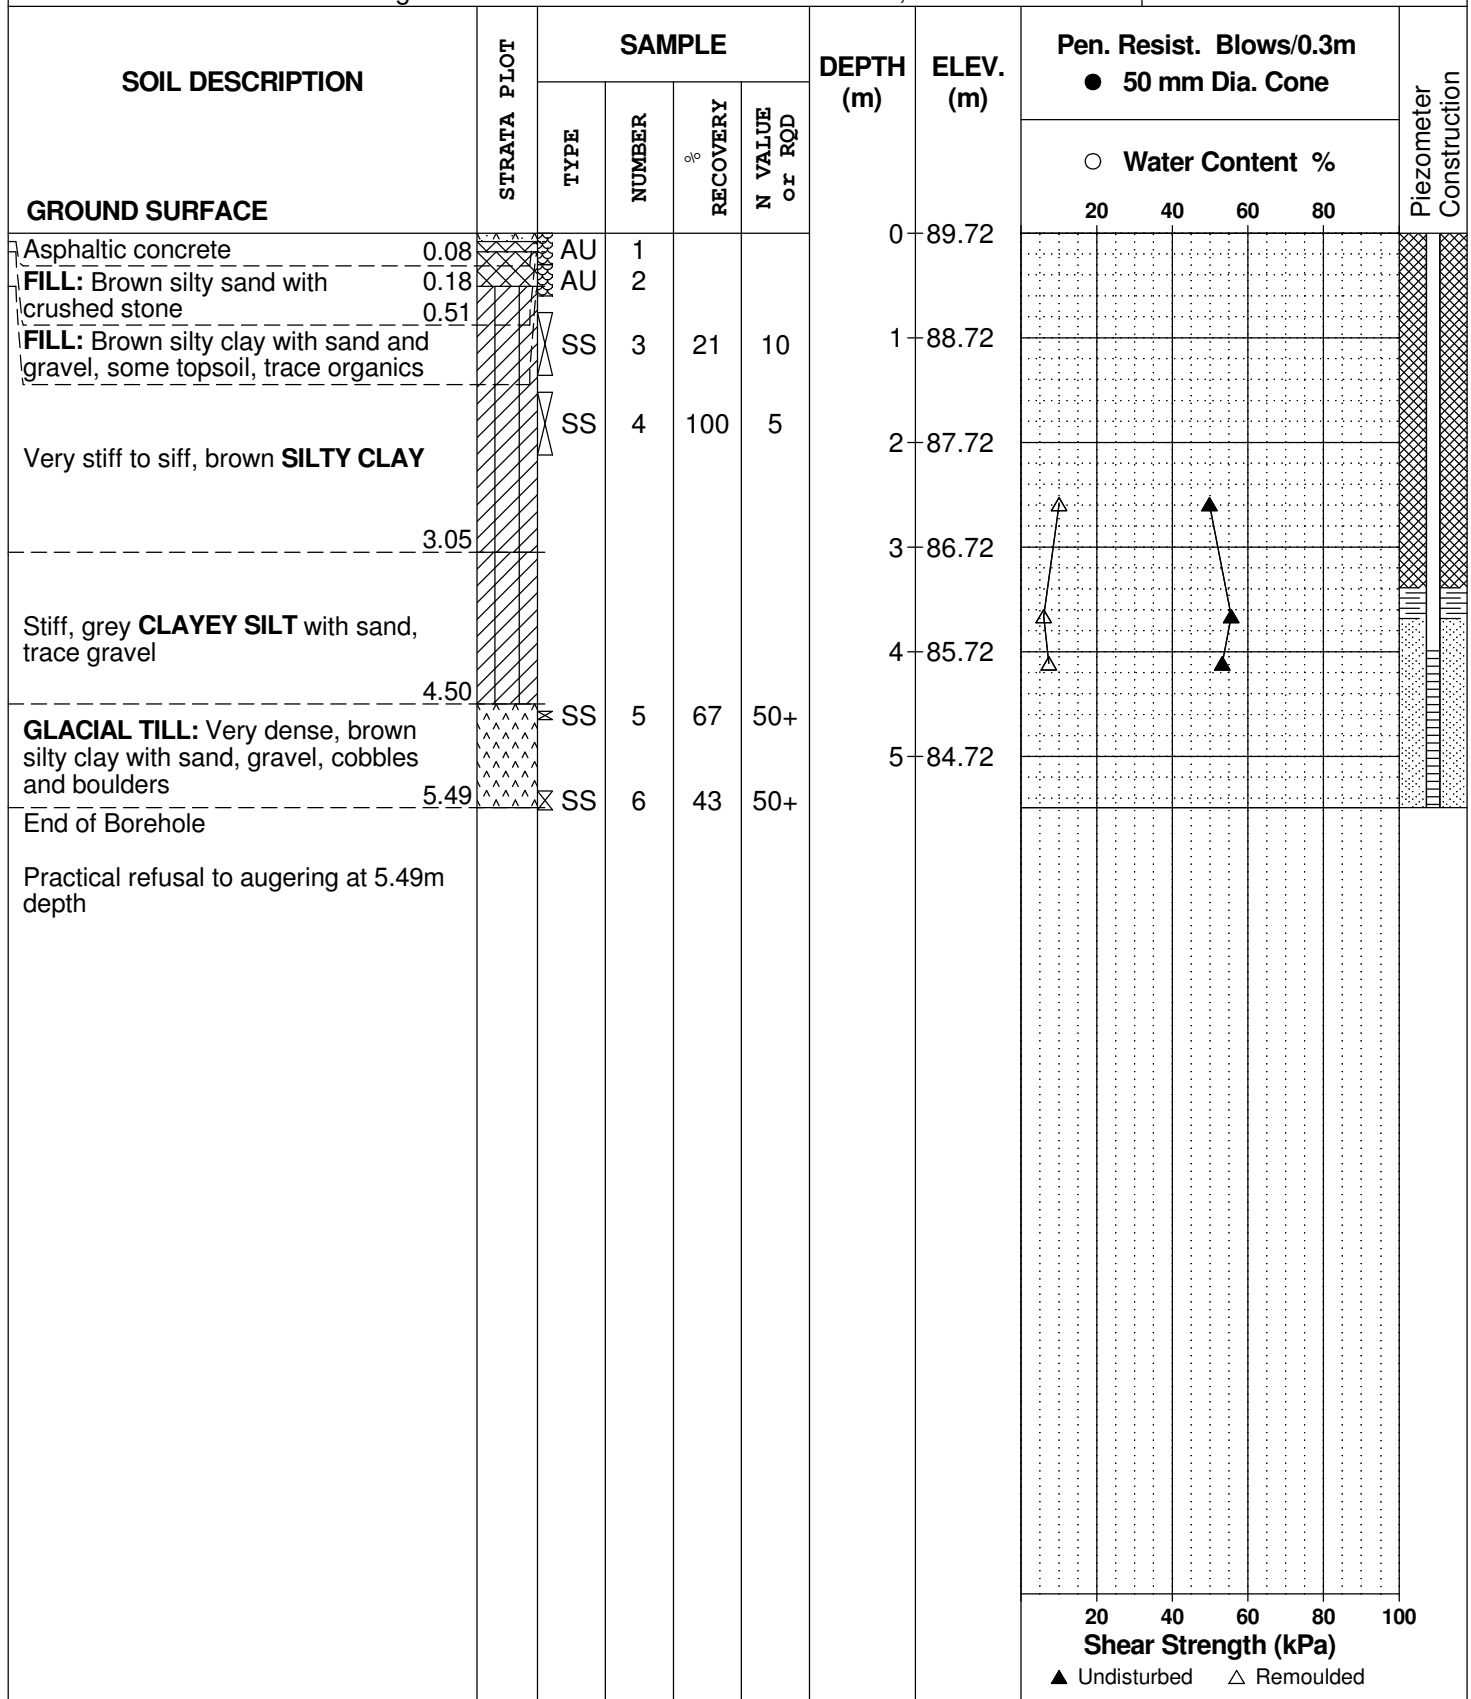 SOIL DESCRIPTION
GROUND SURFACE
STRATA PLOT
SAMPLE
TYPE
NUMBER
% RECOVERY
N VALUE or RQD
DEPTH (m)
ELEV. (m)
Pen. Resist. Blows/0.3m
● 50 mm Dia. Cone
○ Water Content %
20 40 60 80
Piezometer
Construction
0 89.72
Asphaltic concrete 0.08 AU 1
FILL: Brown silty sand with 0.18 AU 2
crushed stone 0.51
FILL: Brown silty clay with sand and
gravel, some topsoil, trace organics
SS 3 21 10
1 88.72
SS 4 100 5
2 87.72
Very stiff to siff, brown SILTY CLAY
3.05
3 86.72
Stiff, grey CLAYEY SILT with sand,
trace gravel
4 85.72
4.50
GLACIAL TILL: Very dense, brown
silty clay with sand, gravel, cobbles
and boulders
5.49
SS 5 67 50+
5 84.72
SS 6 43 50+
End of Borehole
Practical refusal to augering at 5.49m
depth
20 40 60 80 100
Shear Strength (kPa)
▲ Undisturbed △ Remoulded